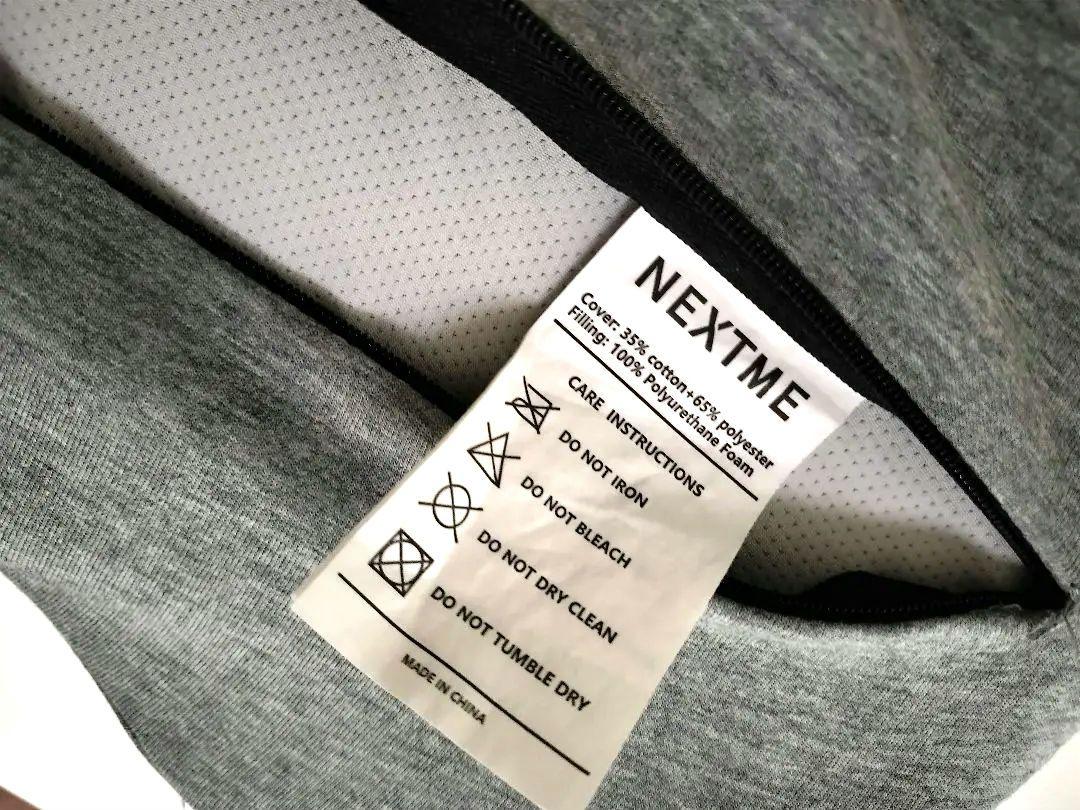 NEXTME
Cover: 35% cotton+65% polyester
Filling: 100% Polyurethane Foam
CARE INSTRUCTIONS
DO NOT IRON
DO NOT BLEACH
DO NOT DRY CLEAN
DO NOT TUMBLE DRY
MADE IN CHINA